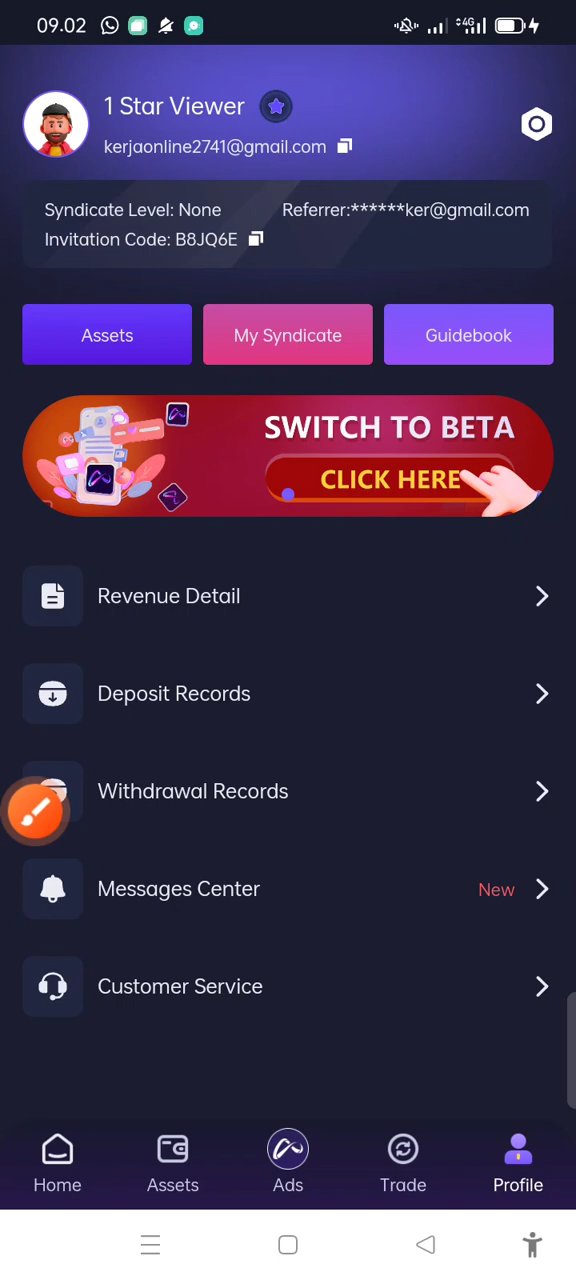 09.02
4G
1 Star Viewer
kerjaonline2741@gmail.com
Syndicate Level: None
Referrer:******ker@gmail.com
Invitation Code: B8JQ6E
Assets
My Syndicate
Guidebook
SWITCH TO BETA
CLICK HERE
Revenue Detail
Deposit Records
Withdrawal Records
Messages Center
New
Customer Service
Home
Assets
Ads
Trade
Profile